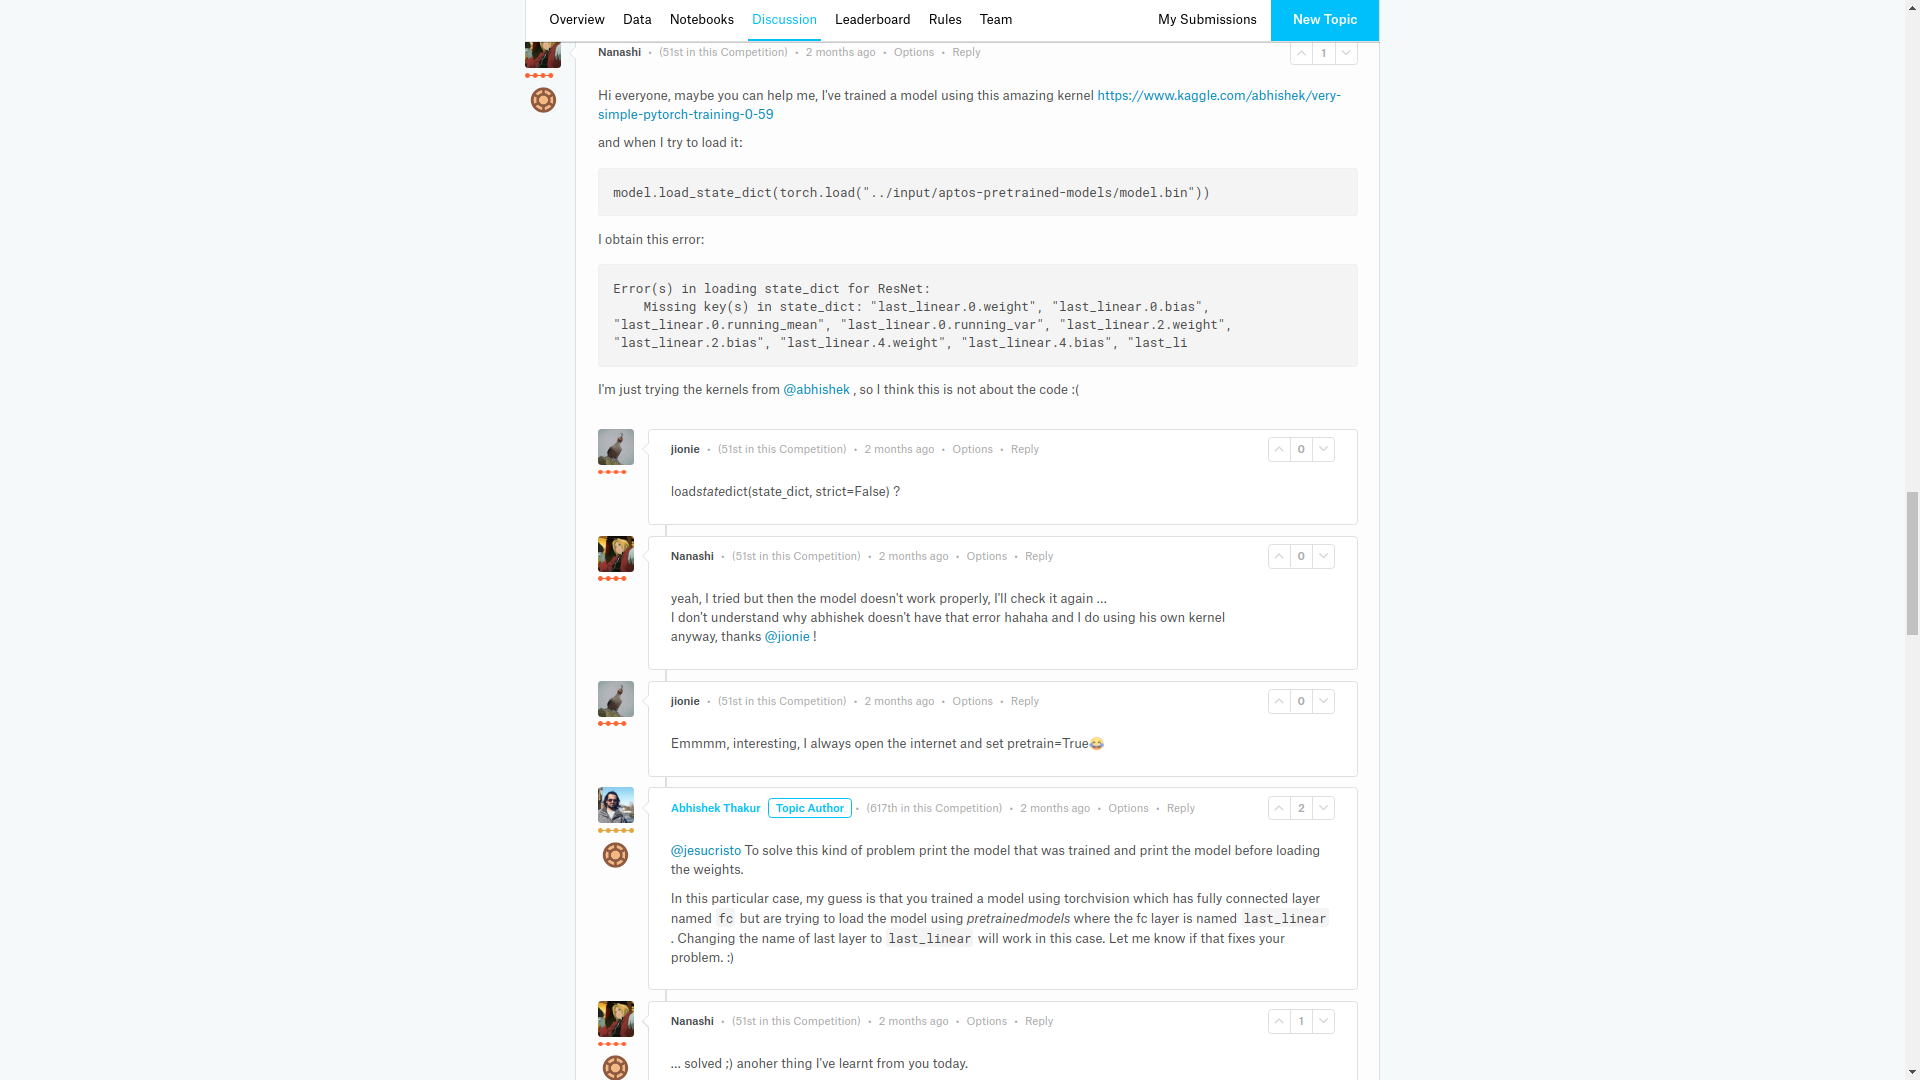 Overview Data Notebooks Discussion Leaderboard Rules Team My Submissions New Topic
Nanashi • (51st in this Competition) • 2 months ago • Options • Reply 1
Hi everyone, maybe you can help me, I've trained a model using this amazing kernel https://www.kaggle.com/abhishek/very-
simple-pytorch-training-0-59
and when I try to load it:
model.load_state_dict(torch.load("../input/aptos-pretrained-models/model.bin"))
I obtain this error:
Error(s) in loading state_dict for ResNet:
Missing key(s) in state_dict: "last_linear.0.weight", "last_linear.0.bias",
"last_linear.0.running_mean", "last_linear.0.running_var", "last_linear.2.weight",
"last_linear.2.bias", "last_linear.4.weight", "last_linear.4.bias", "last_li
I'm just trying the kernels from @abhishek , so I think this is not about the code :(
jionie • (51st in this Competition) • 2 months ago • Options • Reply 0
loadstatedict(state_dict, strict=False) ?
Nanashi • (51st in this Competition) • 2 months ago • Options • Reply 0
yeah, I tried but then the model doesn't work properly, I'll check it again ...
I don't understand why abhishek doesn't have that error hahaha and I do using his own kernel
anyway, thanks @jionie !
jionie • (51st in this Competition) • 2 months ago • Options • Reply 0
Emmmm, interesting, I always open the internet and set pretrain=True😂
Abhishek Thakur Topic Author • (617th in this Competition) • 2 months ago • Options • Reply 2
@jesucristo To solve this kind of problem print the model that was trained and print the model before loading
the weights.
In this particular case, my guess is that you trained a model using torchvision which has fully connected layer
named fc but are trying to load the model using pretrainedmodels where the fc layer is named last_linear
. Changing the name of last layer to last_linear will work in this case. Let me know if that fixes your
problem. :)
Nanashi • (51st in this Competition) • 2 months ago • Options • Reply 1
... solved ;) anoher thing I've learnt from you today.